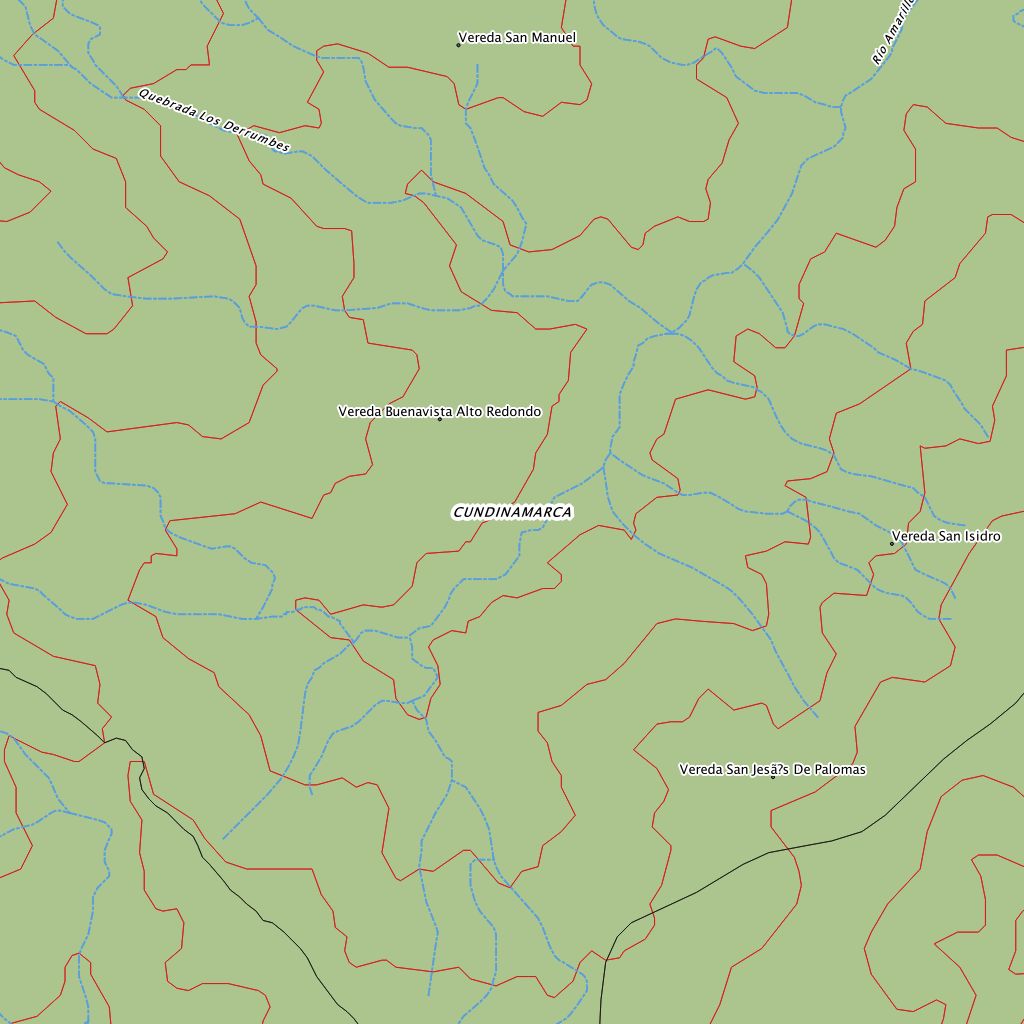 Río Amarillo
Vereda San Manuel
Quebrada Los Derrumbes
Vereda Buenavista Alto Redondo
CUNDINAMARCA
Vereda San Isidro
Vereda San Jesã?s De Palomas